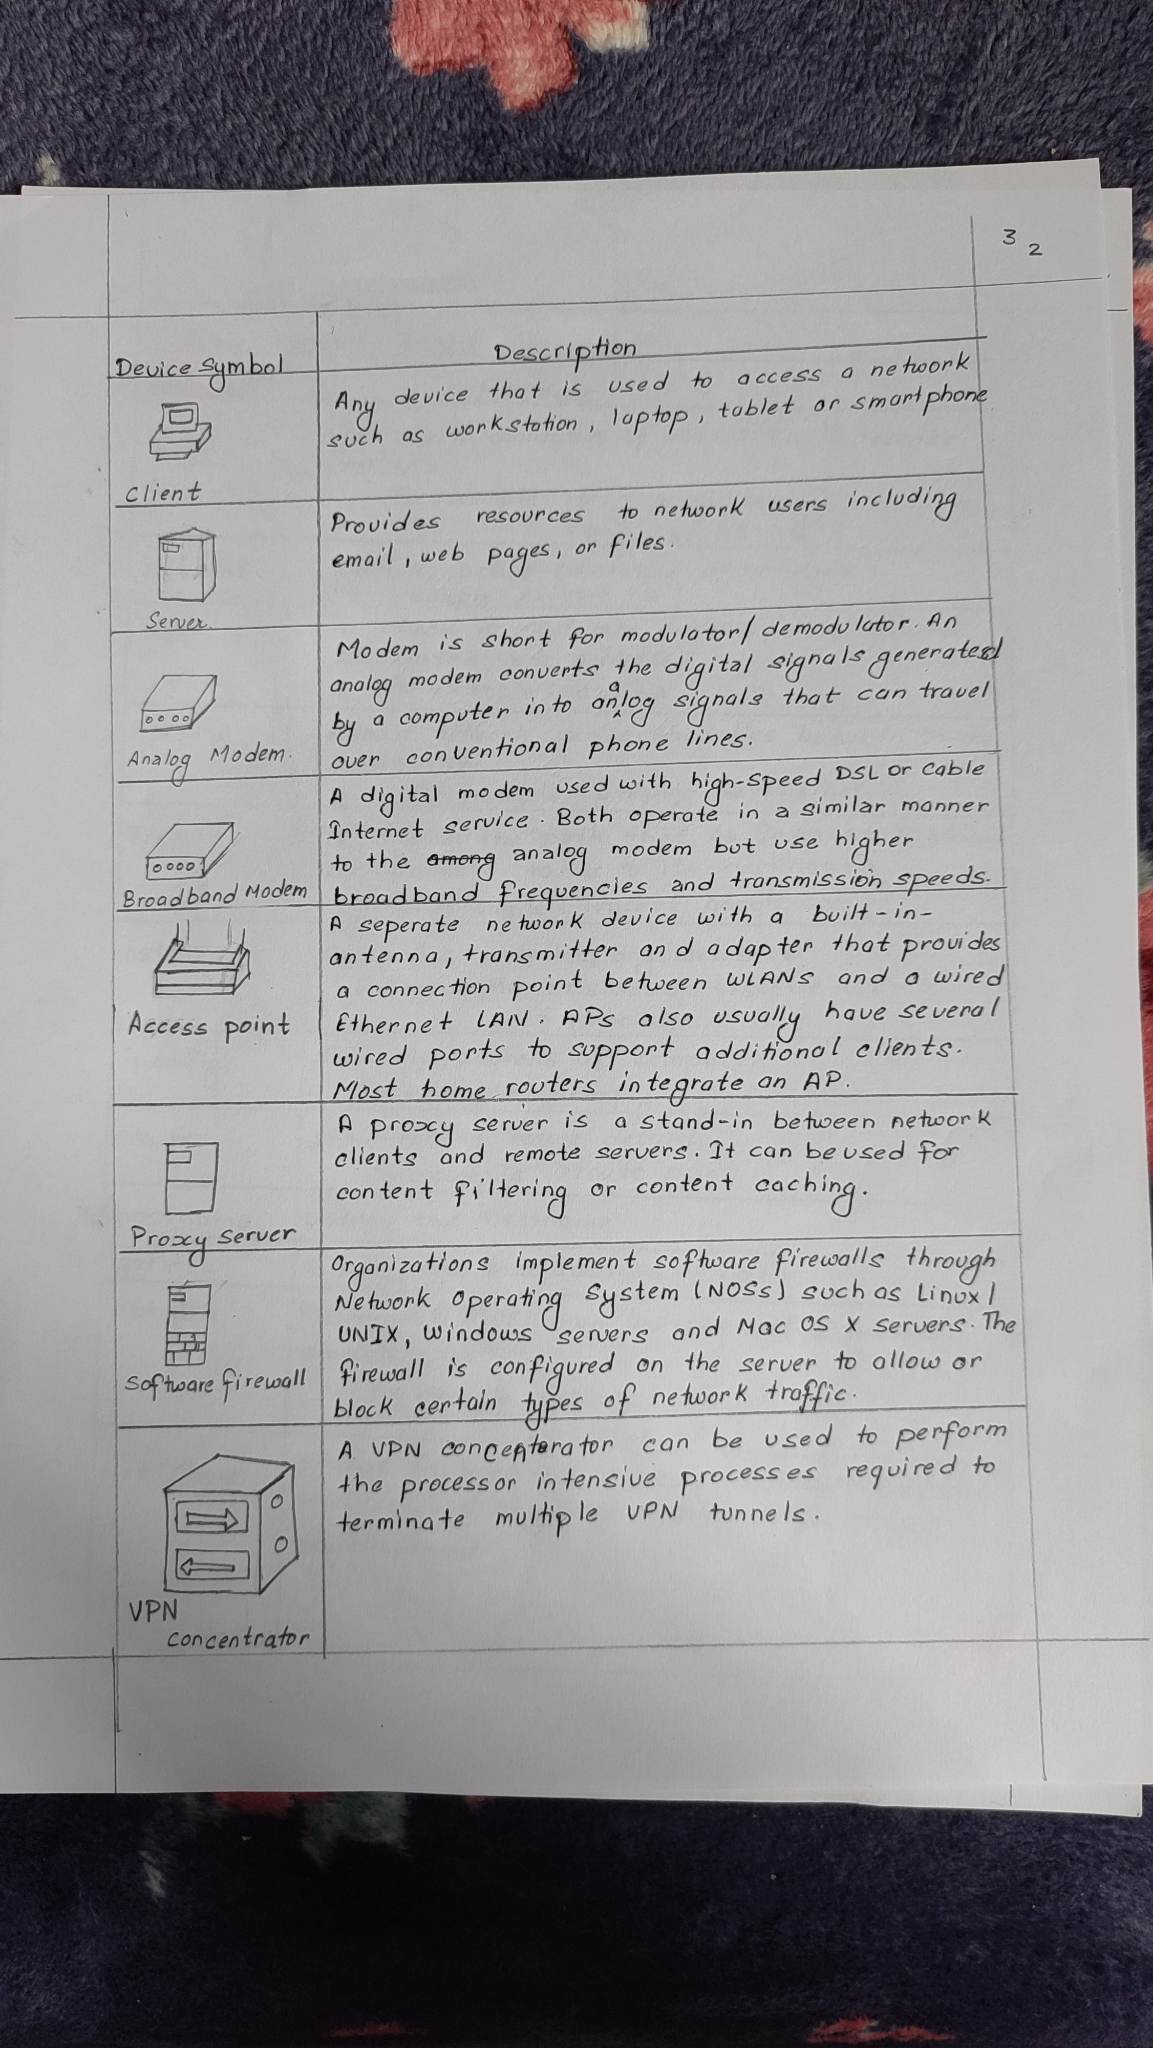 3
2
Device symbol
Description
Any device that is used to access a network
such as workstation, laptop, tablet or smartphone
Client
Provides resources to network users including
email, web pages, or files.
Server
Modem is short for modulator/demodulator. An
analog modem converts the digital signals generated
by a computer into analog signals that can travel
over conventional phone lines.
Analog Modem.
A digital modem used with high-speed DSL or cable
Internet service. Both operate in a similar manner
to the among analog modem but use higher
broadband frequencies and transmission speeds.
Broadband Modem
A seperate network device with a built-in-
antenna, transmitter and adapter that provides
a connection point between WLANs and a wired
Ethernet LAN. APs also usually have several
wired ports to support additional clients.
Most home routers integrate an AP.
Access point
A proxy server is a stand-in between network
clients and remote servers. It can be used for
content filtering or content caching.
Proxy server
Organizations implement software firewalls through
Network Operating System (NOSs) such as Linux/
UNIX, Windows servers and Mac OS X servers. The
firewall is configured on the server to allow or
block certain types of network traffic.
Software firewall
A VPN concenterator can be used to perform
the processor intensive processes required to
terminate multiple VPN tunnels.
VPN
concentrator